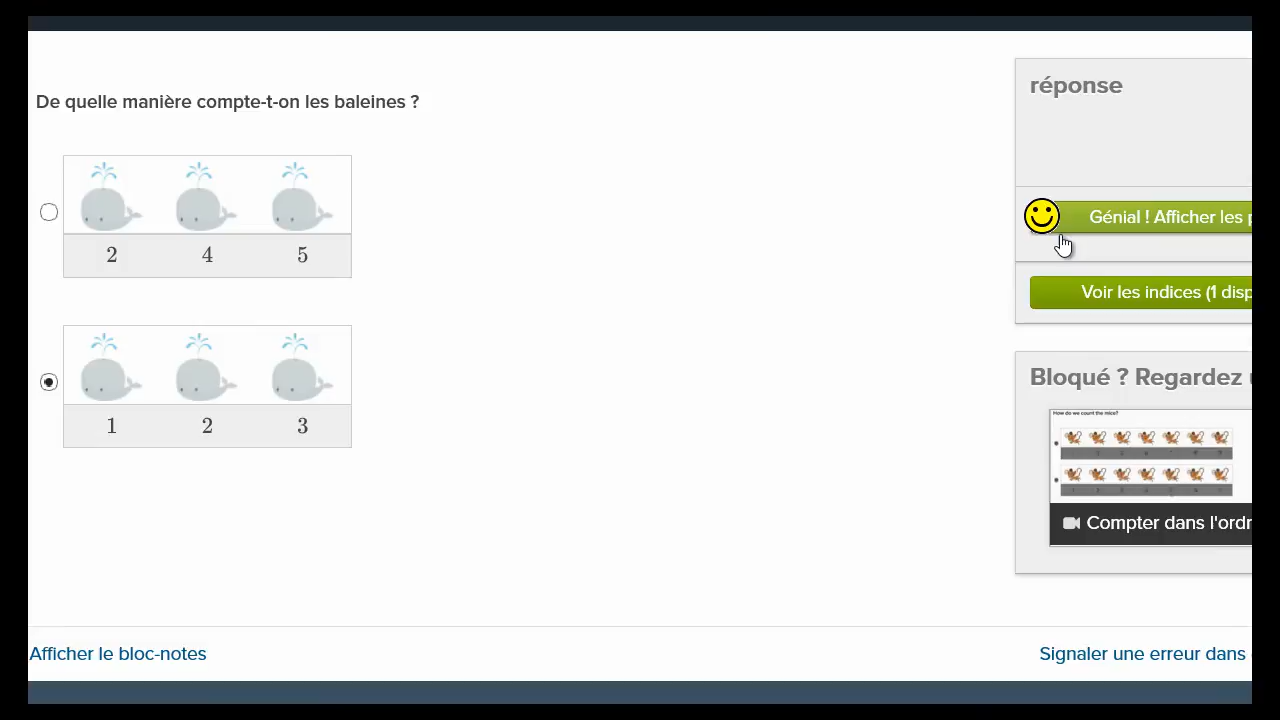 De quelle manière compte-t-on les baleines ?
2 4 5
1 2 3
réponse
Génial ! Afficher les p
Voir les indices (1 disp
Bloqué ? Regardez
How do we count the mice?
Compter dans l'ordr
Afficher le bloc-notes
Signaler une erreur dans